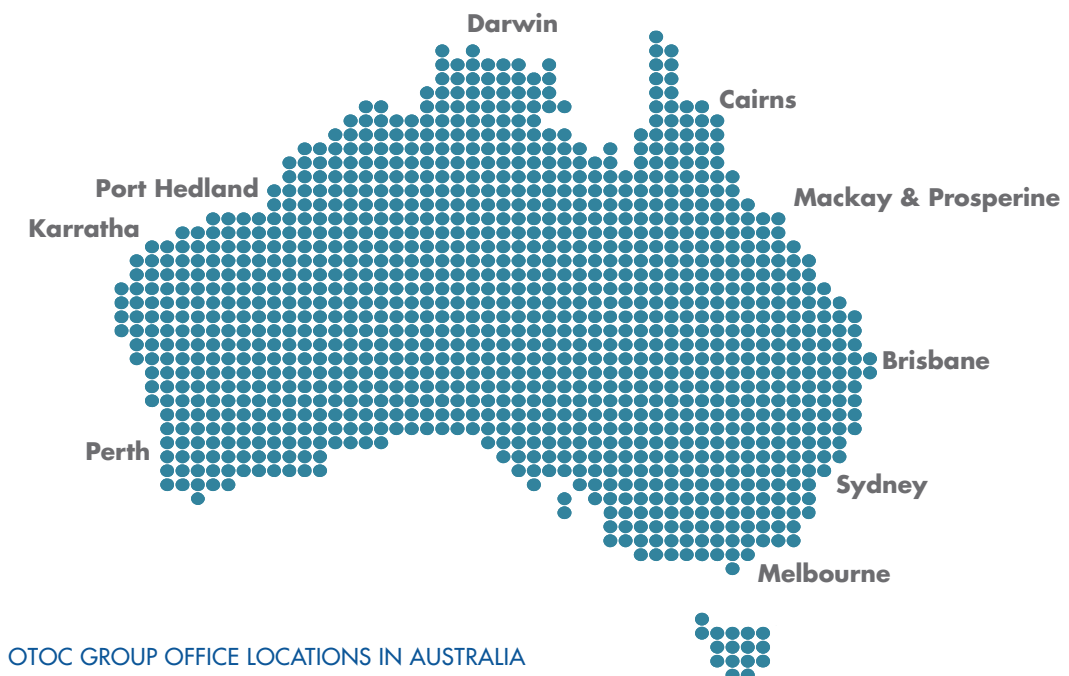 Darwin
Cairns
Port Hedland
Mackay & Prosperine
Karratha
Brisbane
Perth
Sydney
Melbourne
OTOC GROUP OFFICE LOCATIONS IN AUSTRALIA